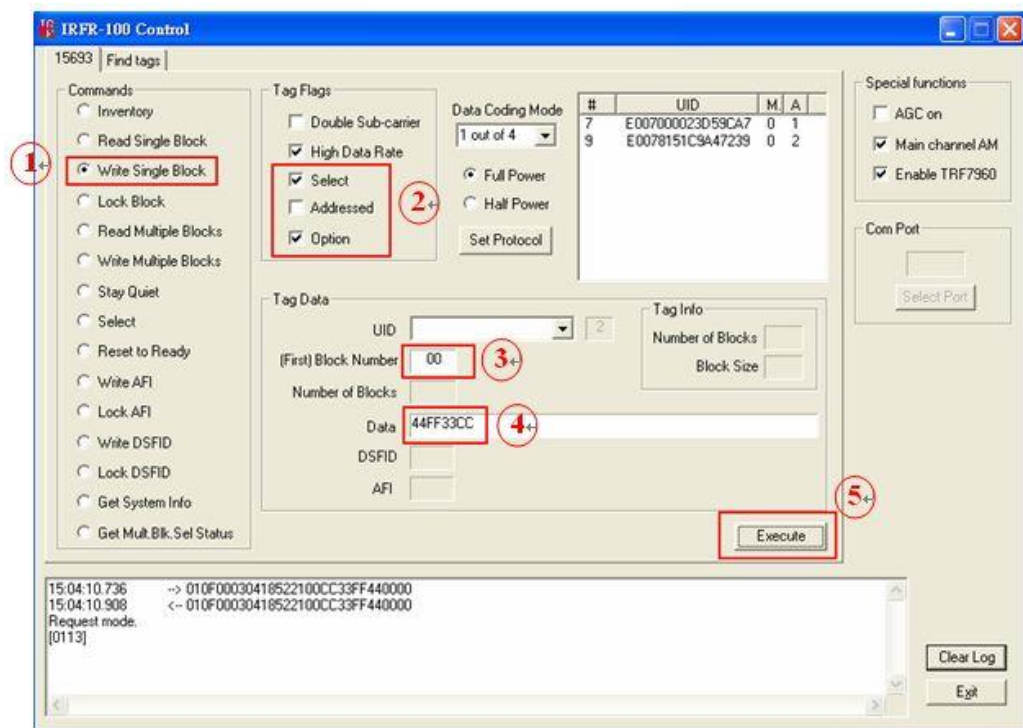 IRFR-100 Control
15693 Find tags
Commands
Inventory
Read Single Block
Write Single Block
Lock Block
Read Multiple Blocks
Write Multiple Blocks
Stay Quiet
Select
Reset to Ready
Write AFI
Lock AFI
Write DSFID
Lock DSFID
Get System Info
Get Mult.Blk.Sel Status
1
Tag Flags
Double Sub-carrier
High Data Rate
Select
Addressed
Option
2
Data Coding Mode
1 out of 4
Full Power
Half Power
Set Protocol
# UID M. A
7 E007000023D59CA7 0 1
9 E0078151C9A47239 0 2
Special functions
AGC on
Main channel AM
Enable TRF7960
Com Port
Select Port
Tag Data
UID 2
(First) Block Number 00
3
Number of Blocks
Data 44FF33CC
4
DSFID
AFI
Tag Info
Number of Blocks
Block Size
5
Execute
15:04:10.736 --> 010F00030418522100CC33FF440000
15:04:10.908 <-- 010F00030418522100CC33FF440000
Request mode.
[0113]
Clear Log
Exit